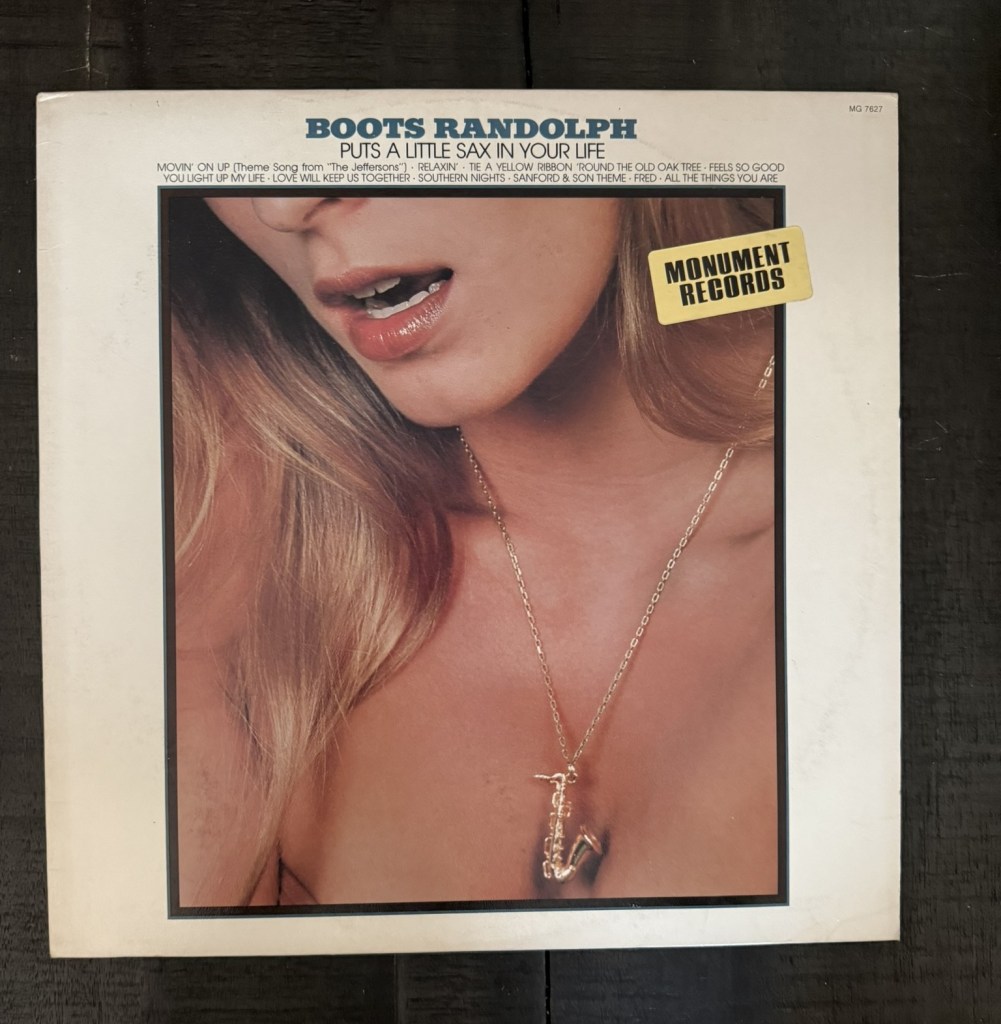 MG 7627
BOOTS RANDOLPH
PUTS A LITTLE SAX IN YOUR LIFE
MOVIN' ON UP (Theme Song from "The Jeffersons") · RELAXIN' · TIE A YELLOW RIBBON 'ROUND THE OLD OAK TREE · FEELS SO GOOD
YOU LIGHT UP MY LIFE · LOVE WILL KEEP US TOGETHER · SOUTHERN NIGHTS · SANFORD & SON THEME · FRED · ALL THE THINGS YOU ARE
MONUMENT
RECORDS